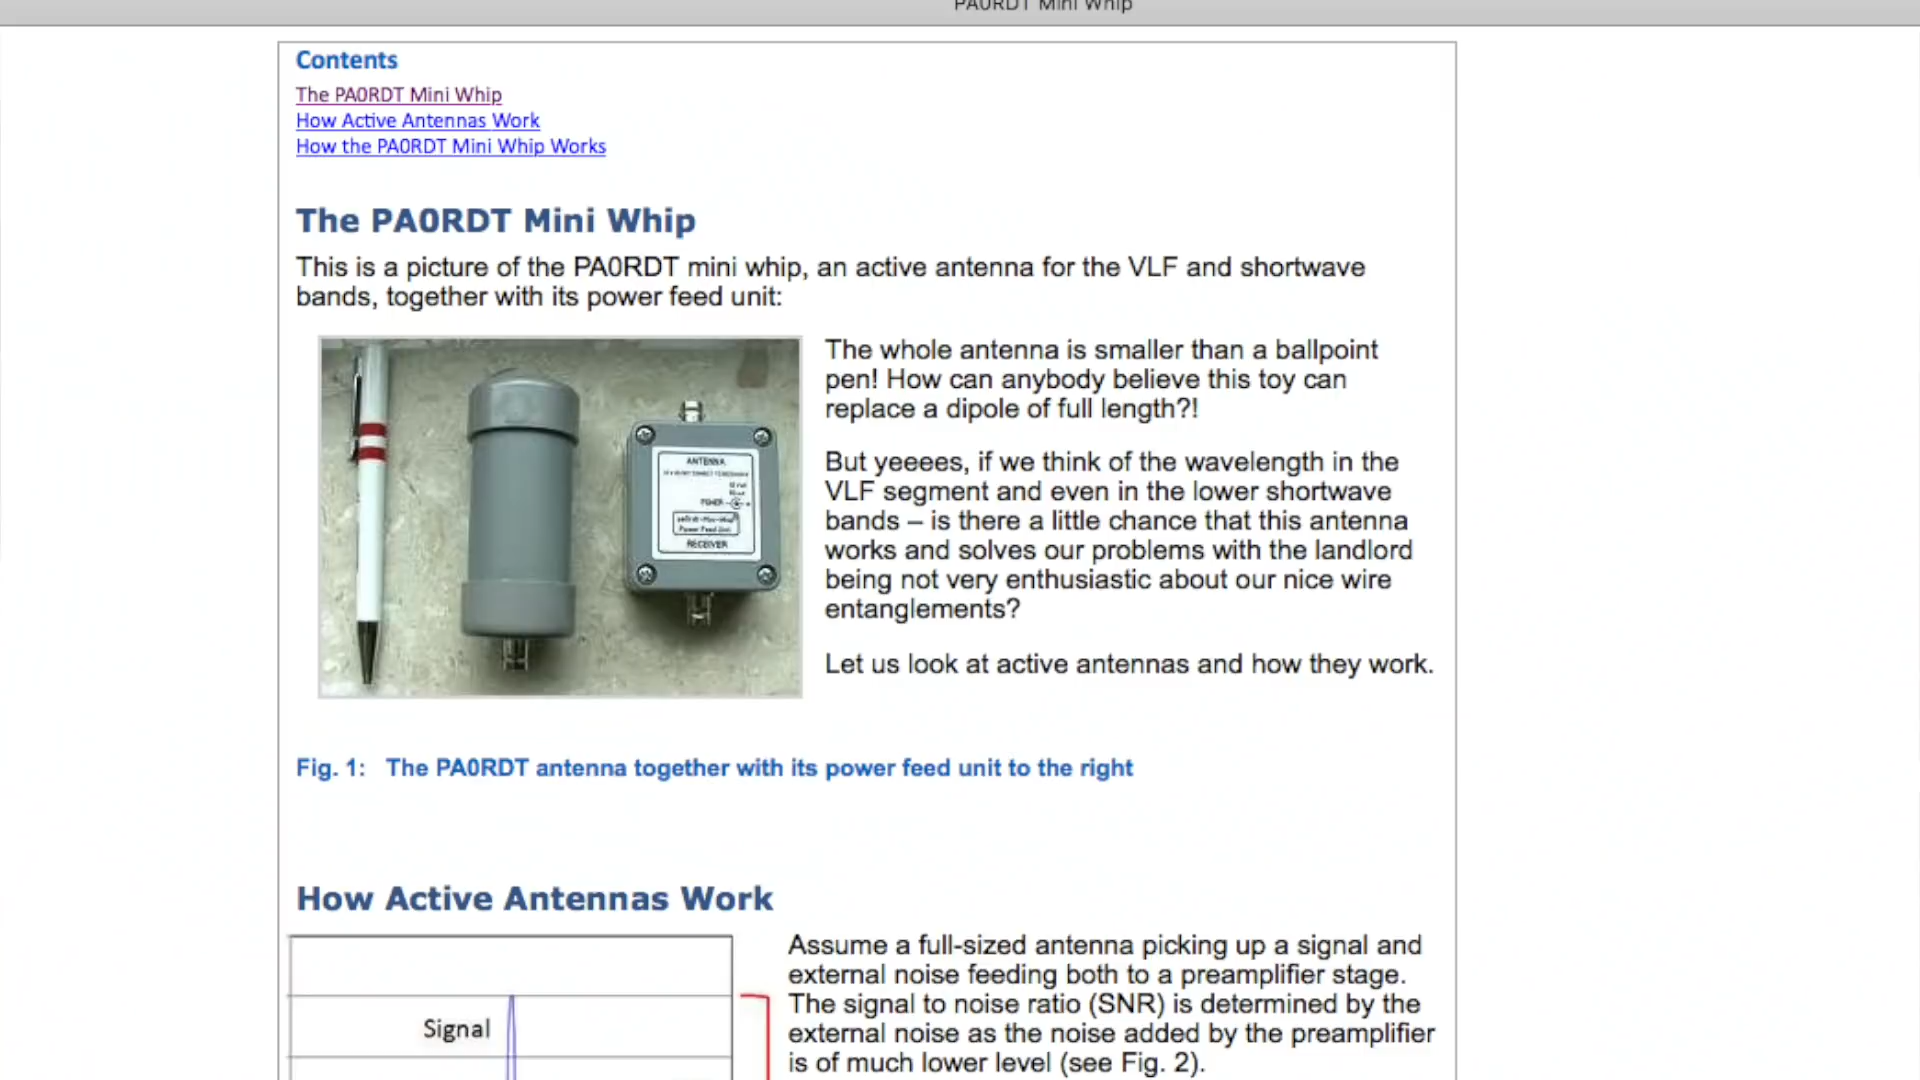 PA0RDT Mini Whip
Contents
The PA0RDT Mini Whip
How Active Antennas Work
How the PA0RDT Mini Whip Works
The PA0RDT Mini Whip
This is a picture of the PA0RDT mini whip, an active antenna for the VLF and shortwave
bands, together with its power feed unit:
The whole antenna is smaller than a ballpoint
pen! How can anybody believe this toy can
replace a dipole of full length?!
But yeeees, if we think of the wavelength in the
VLF segment and even in the lower shortwave
bands – is there a little chance that this antenna
works and solves our problems with the landlord
being not very enthusiastic about our nice wire
entanglements?
Let us look at active antennas and how they work.
ANTENNA
POWER
Power Feed Unit
RECEIVER
Fig. 1: The PA0RDT antenna together with its power feed unit to the right
How Active Antennas Work
Signal
Assume a full-sized antenna picking up a signal and
external noise feeding both to a preamplifier stage.
The signal to noise ratio (SNR) is determined by the
external noise as the noise added by the preamplifier
is of much lower level (see Fig. 2).